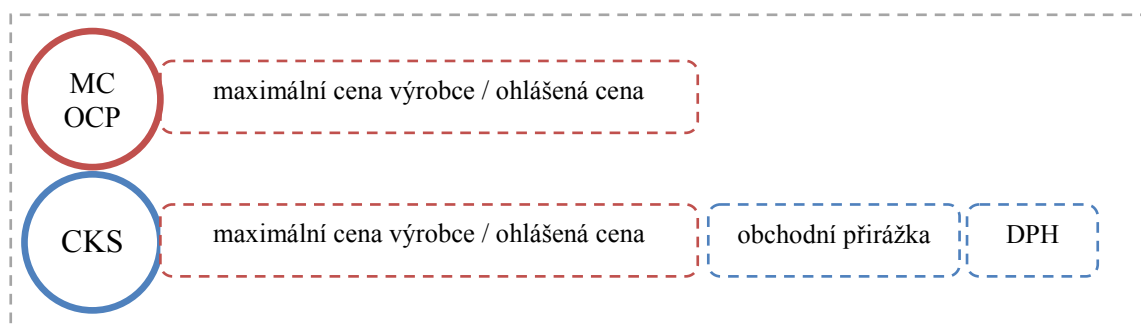 MC
OCP
maximální cena výrobce / ohlášená cena
CKS
maximální cena výrobce / ohlášená cena
obchodní přirážka
DPH